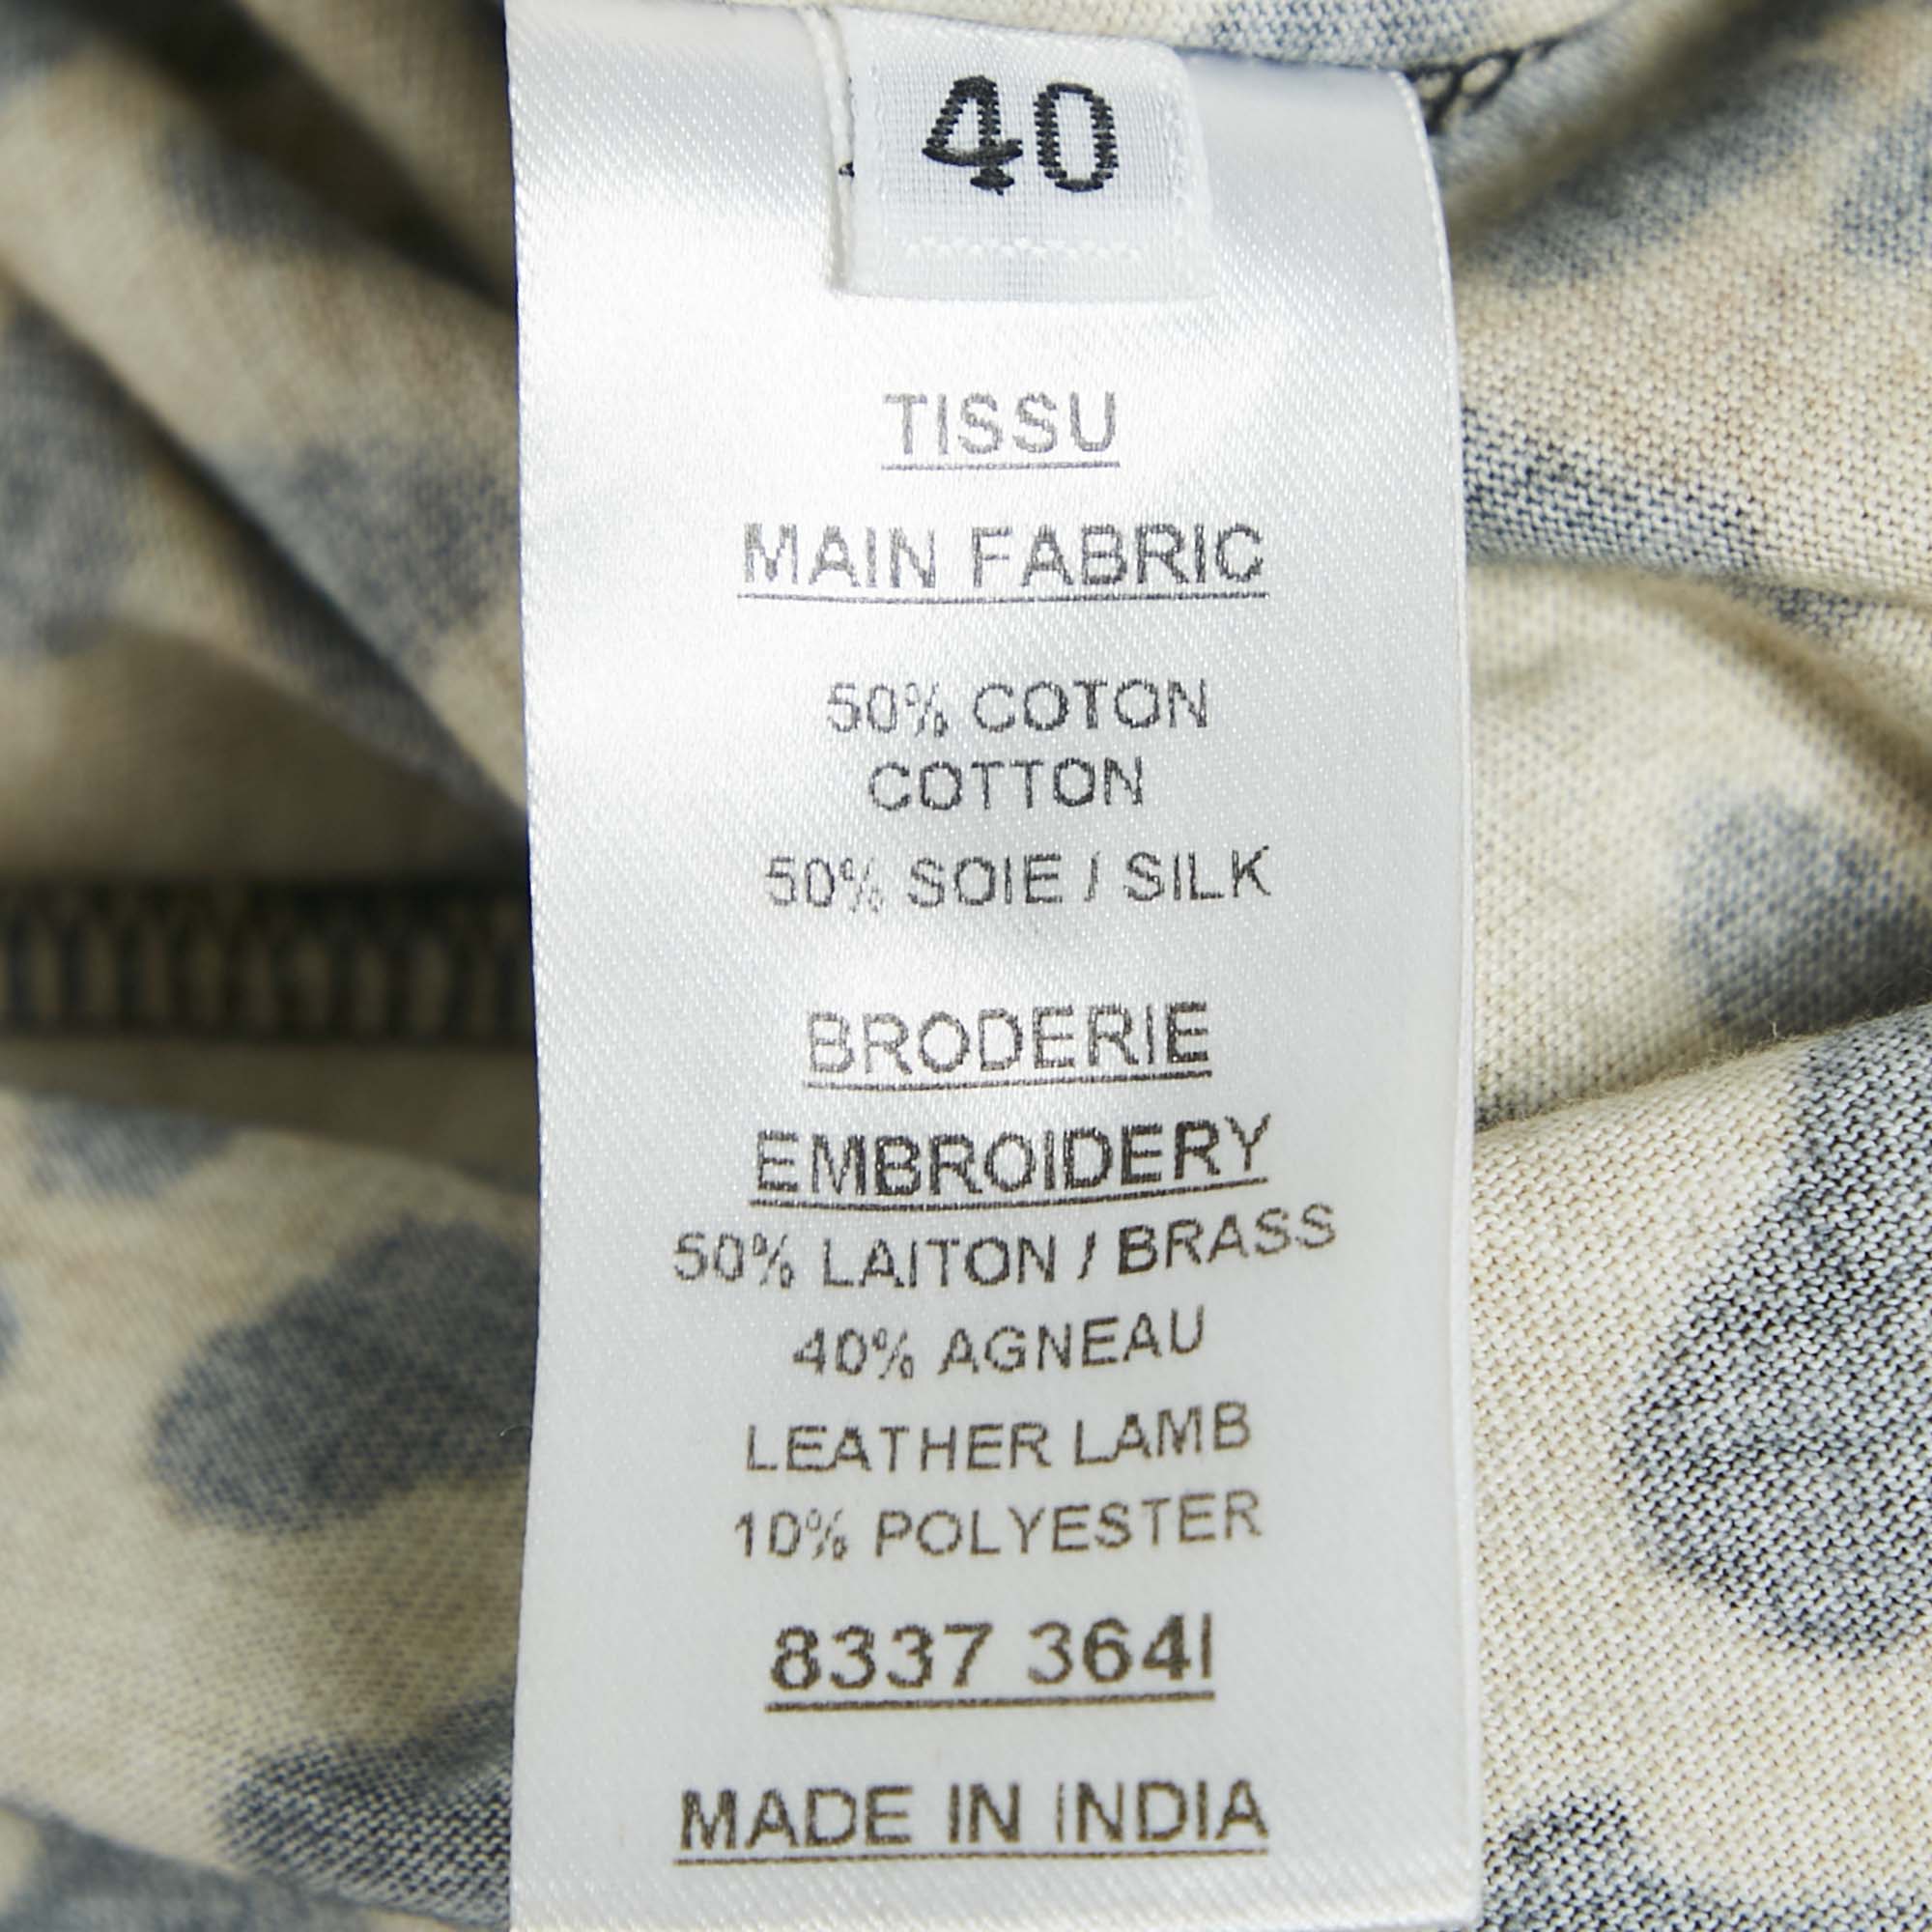 40
TISSU
MAIN FABRIC
50% COTON
COTTON
50% SOIE / SILK
BRODERIE
EMBROIDERY
50% LAITON / BRASS
40% AGNEAU
LEATHER LAMB
10% POLYESTER
8337 364I
MADE IN INDIA